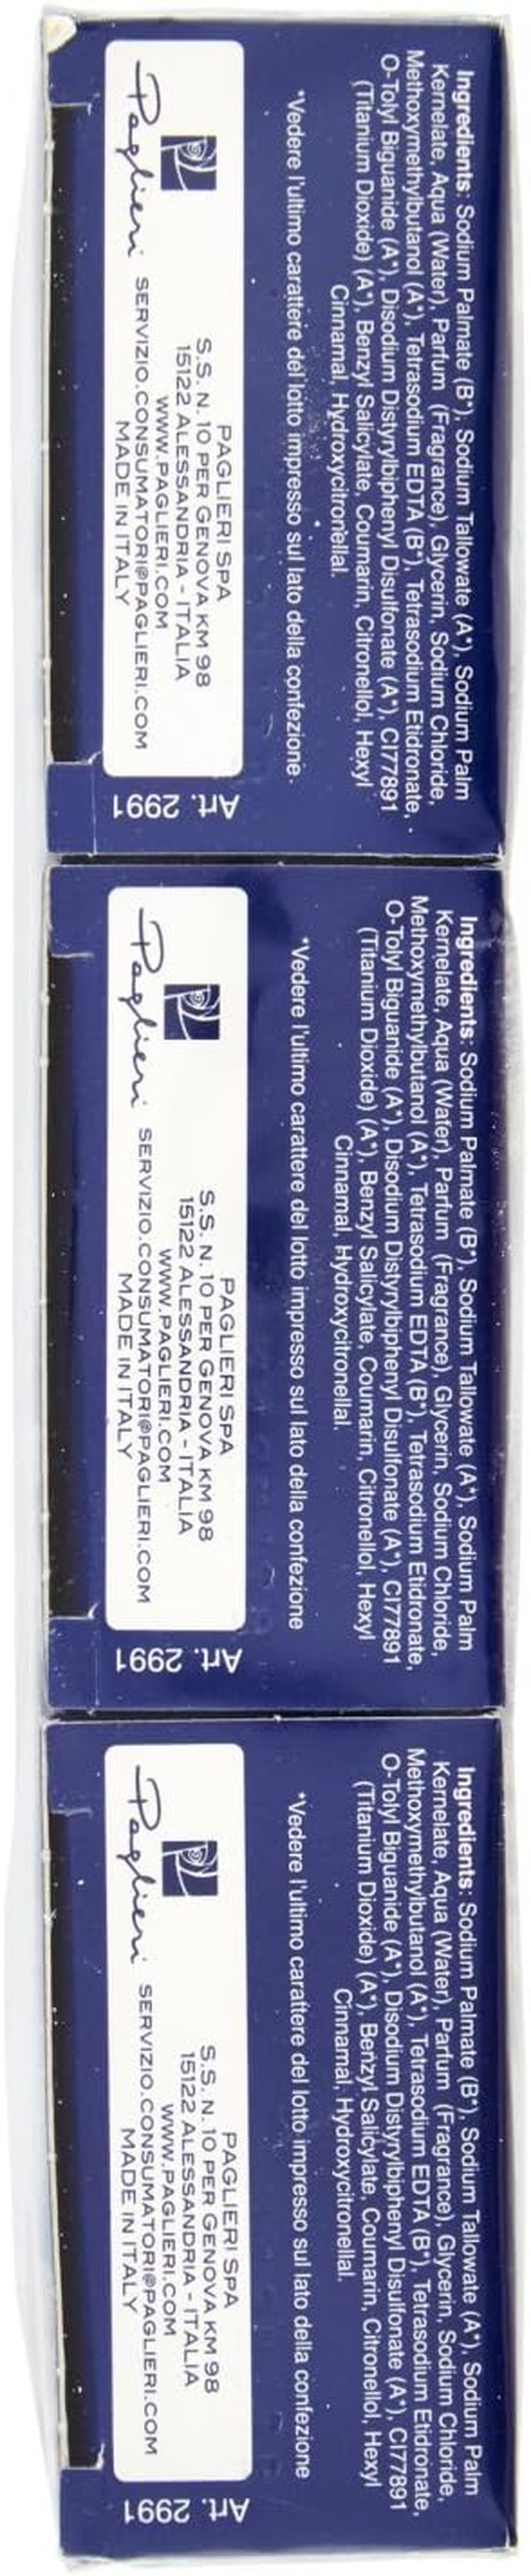 Ingredients: Sodium Palmate (B*), Sodium Tallowate (A*), Sodium Palm
Kernelate, Aqua (Water), Parfum (Fragrance), Glycerin, Sodium Chloride,
Methoxymethylbutanol (A*), Tetrasodium EDTA (B*), Tetrasodium Etidronate,
O-Tolyl Biguanide (A*), Disodium Distyrylbiphenyl Disulfonate (A*), CI77891
(Titanium Dioxide) (A*), Benzyl Salicylate, Coumarin, Citronellol, Hexyl
Cinnamal, Hydroxycitronellal.
*Vedere l'ultimo carattere del lotto impresso sul lato della confezione
Paglieri
PAGLIERI SPA
S.S. N. 10 PER GENOVA KM 98
15122 ALESSANDRIA - ITALIA
WWW.PAGLIERI.COM
SERVIZIO.CONSUMATORI@PAGLIERI.COM
MADE IN ITALY
Art. 2991
Ingredients: Sodium Palmate (B*), Sodium Tallowate (A*), Sodium Palm
Kernelate, Aqua (Water), Parfum (Fragrance), Glycerin, Sodium Chloride,
Methoxymethylbutanol (A*), Tetrasodium EDTA (B*), Tetrasodium Etidronate,
O-Tolyl Biguanide (A*), Disodium Distyrylbiphenyl Disulfonate (A*), CI77891
(Titanium Dioxide) (A*), Benzyl Salicylate, Coumarin, Citronellol, Hexyl
Cinnamal, Hydroxycitronellal.
*Vedere l'ultimo carattere del lotto impresso sul lato della confezione
Paglieri
PAGLIERI SPA
S.S. N. 10 PER GENOVA KM 98
15122 ALESSANDRIA - ITALIA
WWW.PAGLIERI.COM
SERVIZIO.CONSUMATORI@PAGLIERI.COM
MADE IN ITALY
Art. 2991
Ingredients: Sodium Palmate (B*), Sodium Tallowate (A*), Sodium Palm
Kernelate, Aqua (Water), Parfum (Fragrance), Glycerin, Sodium Chloride,
Methoxymethylbutanol (A*), Tetrasodium EDTA (B*), Tetrasodium Etidronate,
O-Tolyl Biguanide (A*), Disodium Distyrylbiphenyl Disulfonate (A*), CI77891
(Titanium Dioxide) (A*), Benzyl Salicylate, Coumarin, Citronellol, Hexyl
Cinnamal, Hydroxycitronellal.
*Vedere l'ultimo carattere del lotto impresso sul lato della confezione
Paglieri
PAGLIERI SPA
S.S. N. 10 PER GENOVA KM 98
15122 ALESSANDRIA - ITALIA
WWW.PAGLIERI.COM
SERVIZIO.CONSUMATORI@PAGLIERI.COM
MADE IN ITALY
Art. 2991